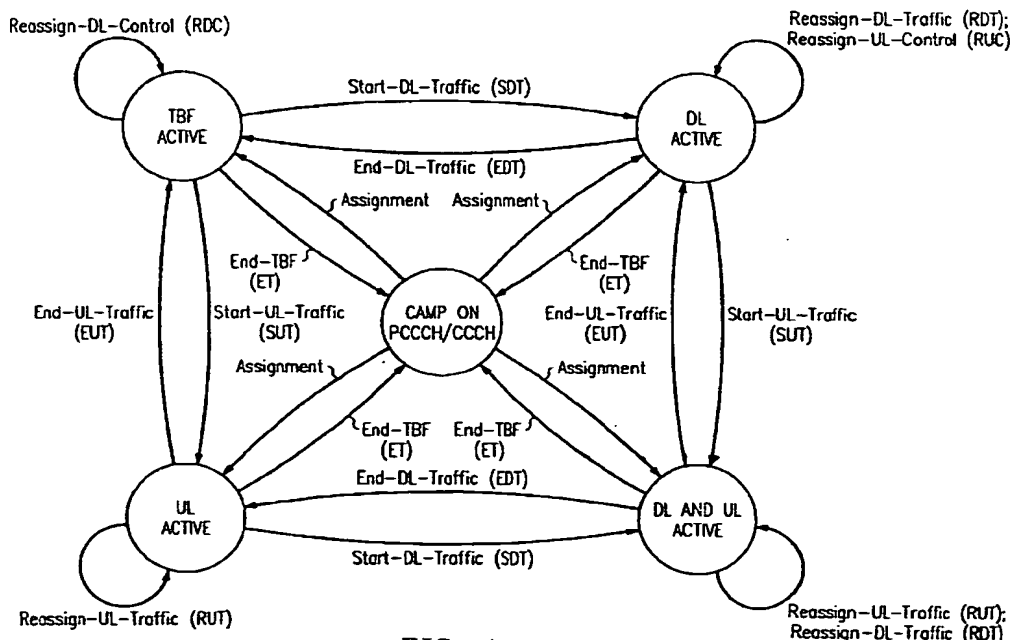 Reassign-DL-Control (RDC)
Reassign-DL-Traffic (RDT);
Reassign-UL-Control (RUC)
Start-DL-Traffic (SDT)
TBF
ACTIVE
DL
ACTIVE
End-DL-Traffic (EDT)
Assignment
Assignment
End-TBF
(ET)
End-TBF
(ET)
End-UL-Traffic
(EUT)
Start-UL-Traffic
(SUT)
CAMP ON
PCCCH/CCCH
End-UL-Traffic
(EUT)
Start-UL-Traffic
(SUT)
Assignment
Assignment
End-TBF
(ET)
End-TBF
(ET)
End-DL-Traffic (EDT)
UL
ACTIVE
DL AND UL
ACTIVE
Start-DL-Traffic (SDT)
Reassign-UL-Traffic (RUT)
Reassign-UL-Traffic (RUT);
Reassign-DL-Traffic (RDT)